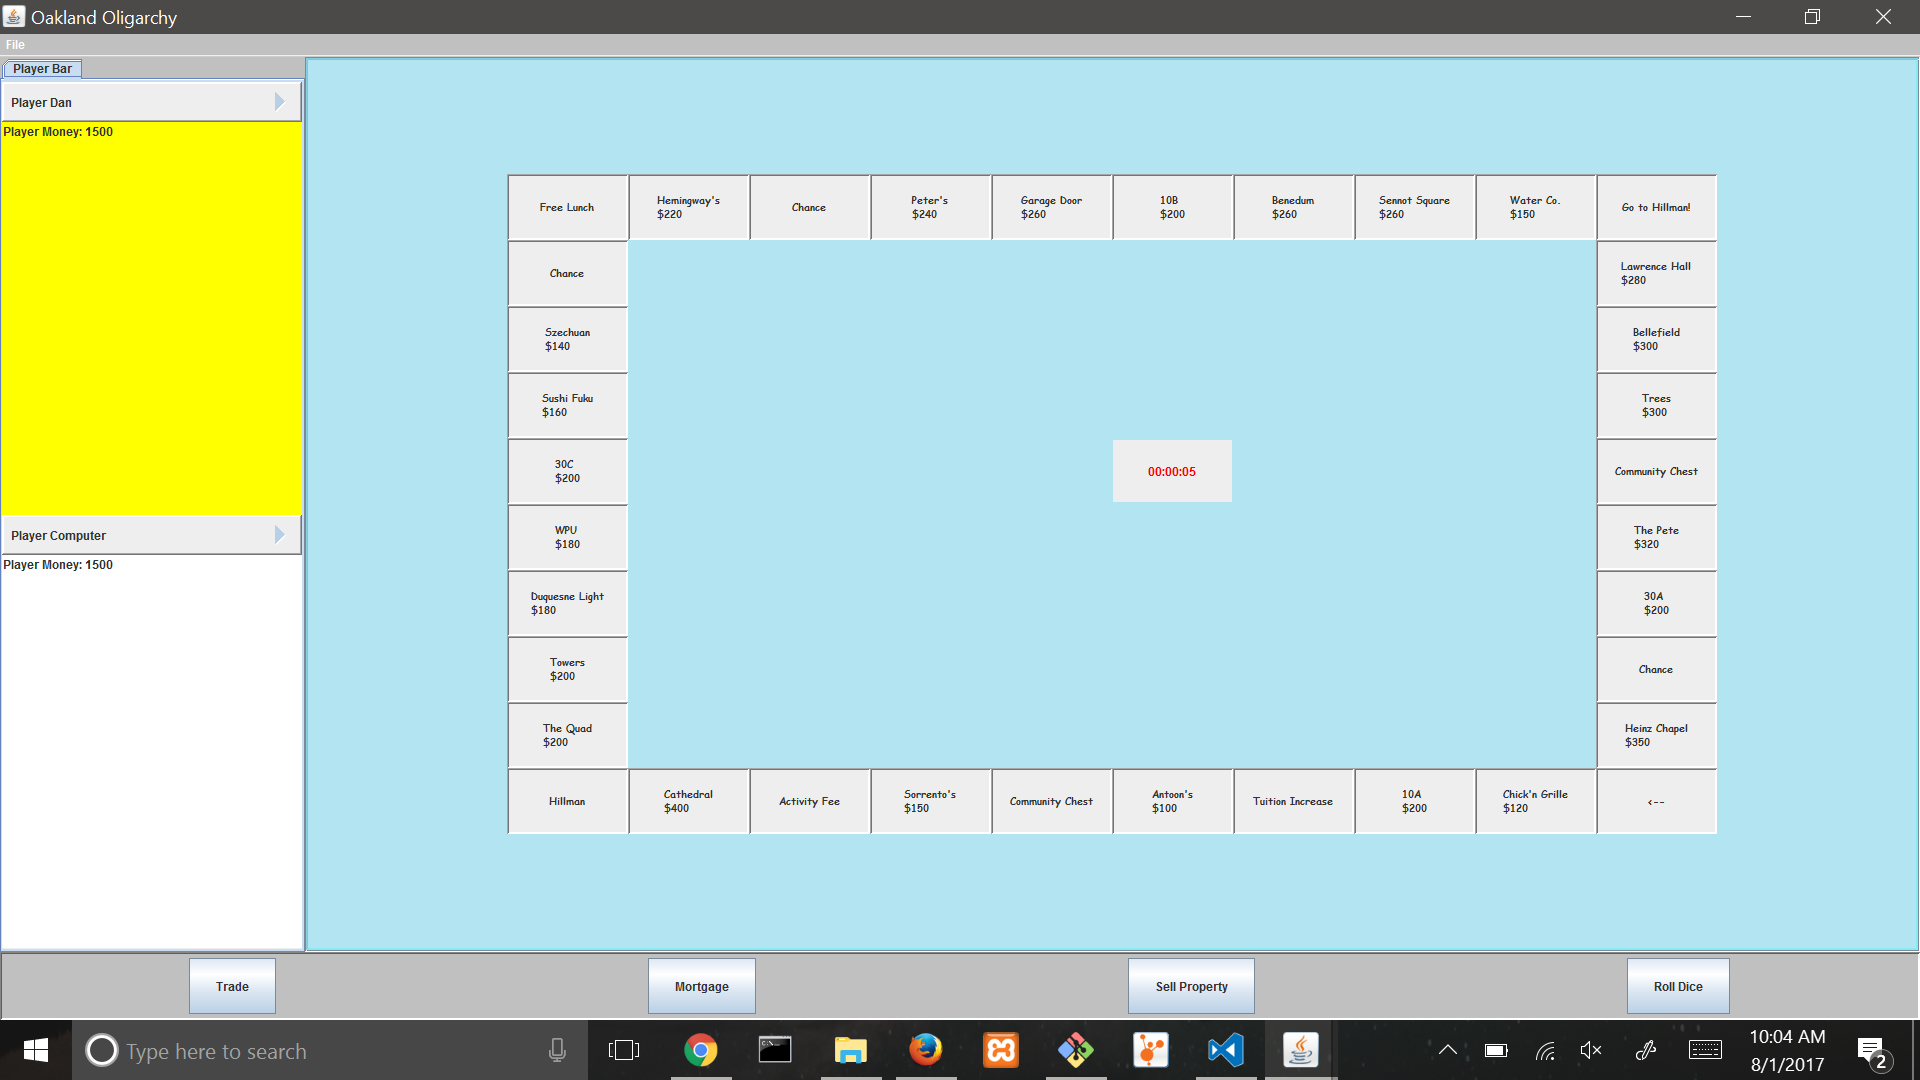 Oakland Oligarchy
File
Player Bar
Player Dan
Player Money: 1500
Player Computer
Player Money: 1500
Free Lunch
Hemingway's
$220
Chance
Peter's
$240
Garage Door
$260
10B
$200
Benedum
$260
Sennot Square
$260
Water Co.
$150
Go to Hillman!
Chance
Lawrence Hall
$280
Szechuan
$140
Bellefield
$300
Sushi Fuku
$160
Trees
$300
30C
$200
00:00:05
Community Chest
WPU
$180
The Pete
$320
Duquesne Light
$180
30A
$200
Towers
$200
Chance
The Quad
$200
Heinz Chapel
$350
Hillman
Cathedral
$400
Activity Fee
Sorrento's
$150
Community Chest
Antoon's
$100
Tuition Increase
10A
$200
Chick'n Grille
$120
<--
Trade
Mortgage
Sell Property
Roll Dice
Type here to search
10:04 AM
8/1/2017
2